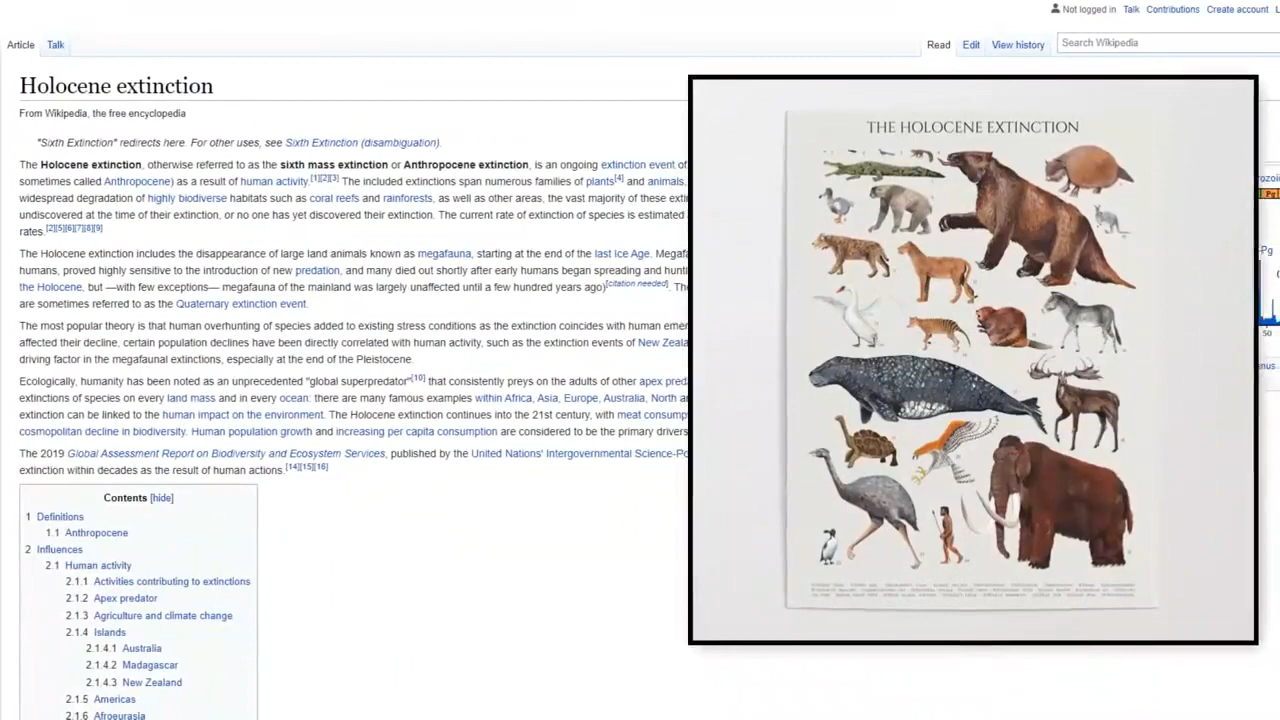 Not logged in Talk Contributions Create account
Article Talk Read Edit View history Search Wikipedia
Holocene extinction
From Wikipedia, the free encyclopedia
"Sixth Extinction" redirects here. For other uses, see Sixth Extinction (disambiguation).
The Holocene extinction, otherwise referred to as the sixth mass extinction or Anthropocene extinction, is an ongoing extinction event of
sometimes called Anthropocene) as a result of human activity.[1][2][3] The included extinctions span numerous families of plants[4] and animals,
widespread degradation of highly biodiverse habitats such as coral reefs and rainforests, as well as other areas, the vast majority of these exti
undiscovered at the time of their extinction, or no one has yet discovered their extinction. The current rate of extinction of species is estimated
rates.[2][5][6][7][8][9]
The Holocene extinction includes the disappearance of large land animals known as megafauna, starting at the end of the last Ice Age. Megafa
humans, proved highly sensitive to the introduction of new predation, and many died out shortly after early humans began spreading and hunti
the Holocene, but —with few exceptions— megafauna of the mainland was largely unaffected until a few hundred years ago)[citation needed]. Th
are sometimes referred to as the Quaternary extinction event.
The most popular theory is that human overhunting of species added to existing stress conditions as the extinction coincides with human emer
affected their decline, certain population declines have been directly correlated with human activity, such as the extinction events of New Zeala
driving factor in the megafaunal extinctions, especially at the end of the Pleistocene.
Ecologically, humanity has been noted as an unprecedented "global superpredator"[10] that consistently preys on the adults of other apex pred
extinctions of species on every land mass and in every ocean: there are many famous examples within Africa, Asia, Europe, Australia, North a
extinction can be linked to the human impact on the environment. The Holocene extinction continues into the 21st century, with meat consump
cosmopolitan decline in biodiversity. Human population growth and increasing per capita consumption are considered to be the primary drivers
The 2019 Global Assessment Report on Biodiversity and Ecosystem Services, published by the United Nations' Intergovernmental Science-Po
extinction within decades as the result of human actions.[14][15][16]
Contents [hide]
1 Definitions
1.1 Anthropocene
2 Influences
2.1 Human activity
2.1.1 Activities contributing to extinctions
2.1.2 Apex predator
2.1.3 Agriculture and climate change
2.1.4 Islands
2.1.4.1 Australia
2.1.4.2 Madagascar
2.1.4.3 New Zealand
2.1.5 Americas
2.1.6 Afroeurasia
THE HOLOCENE EXTINCTION
rozoi
Pg
-Pg
50
nus